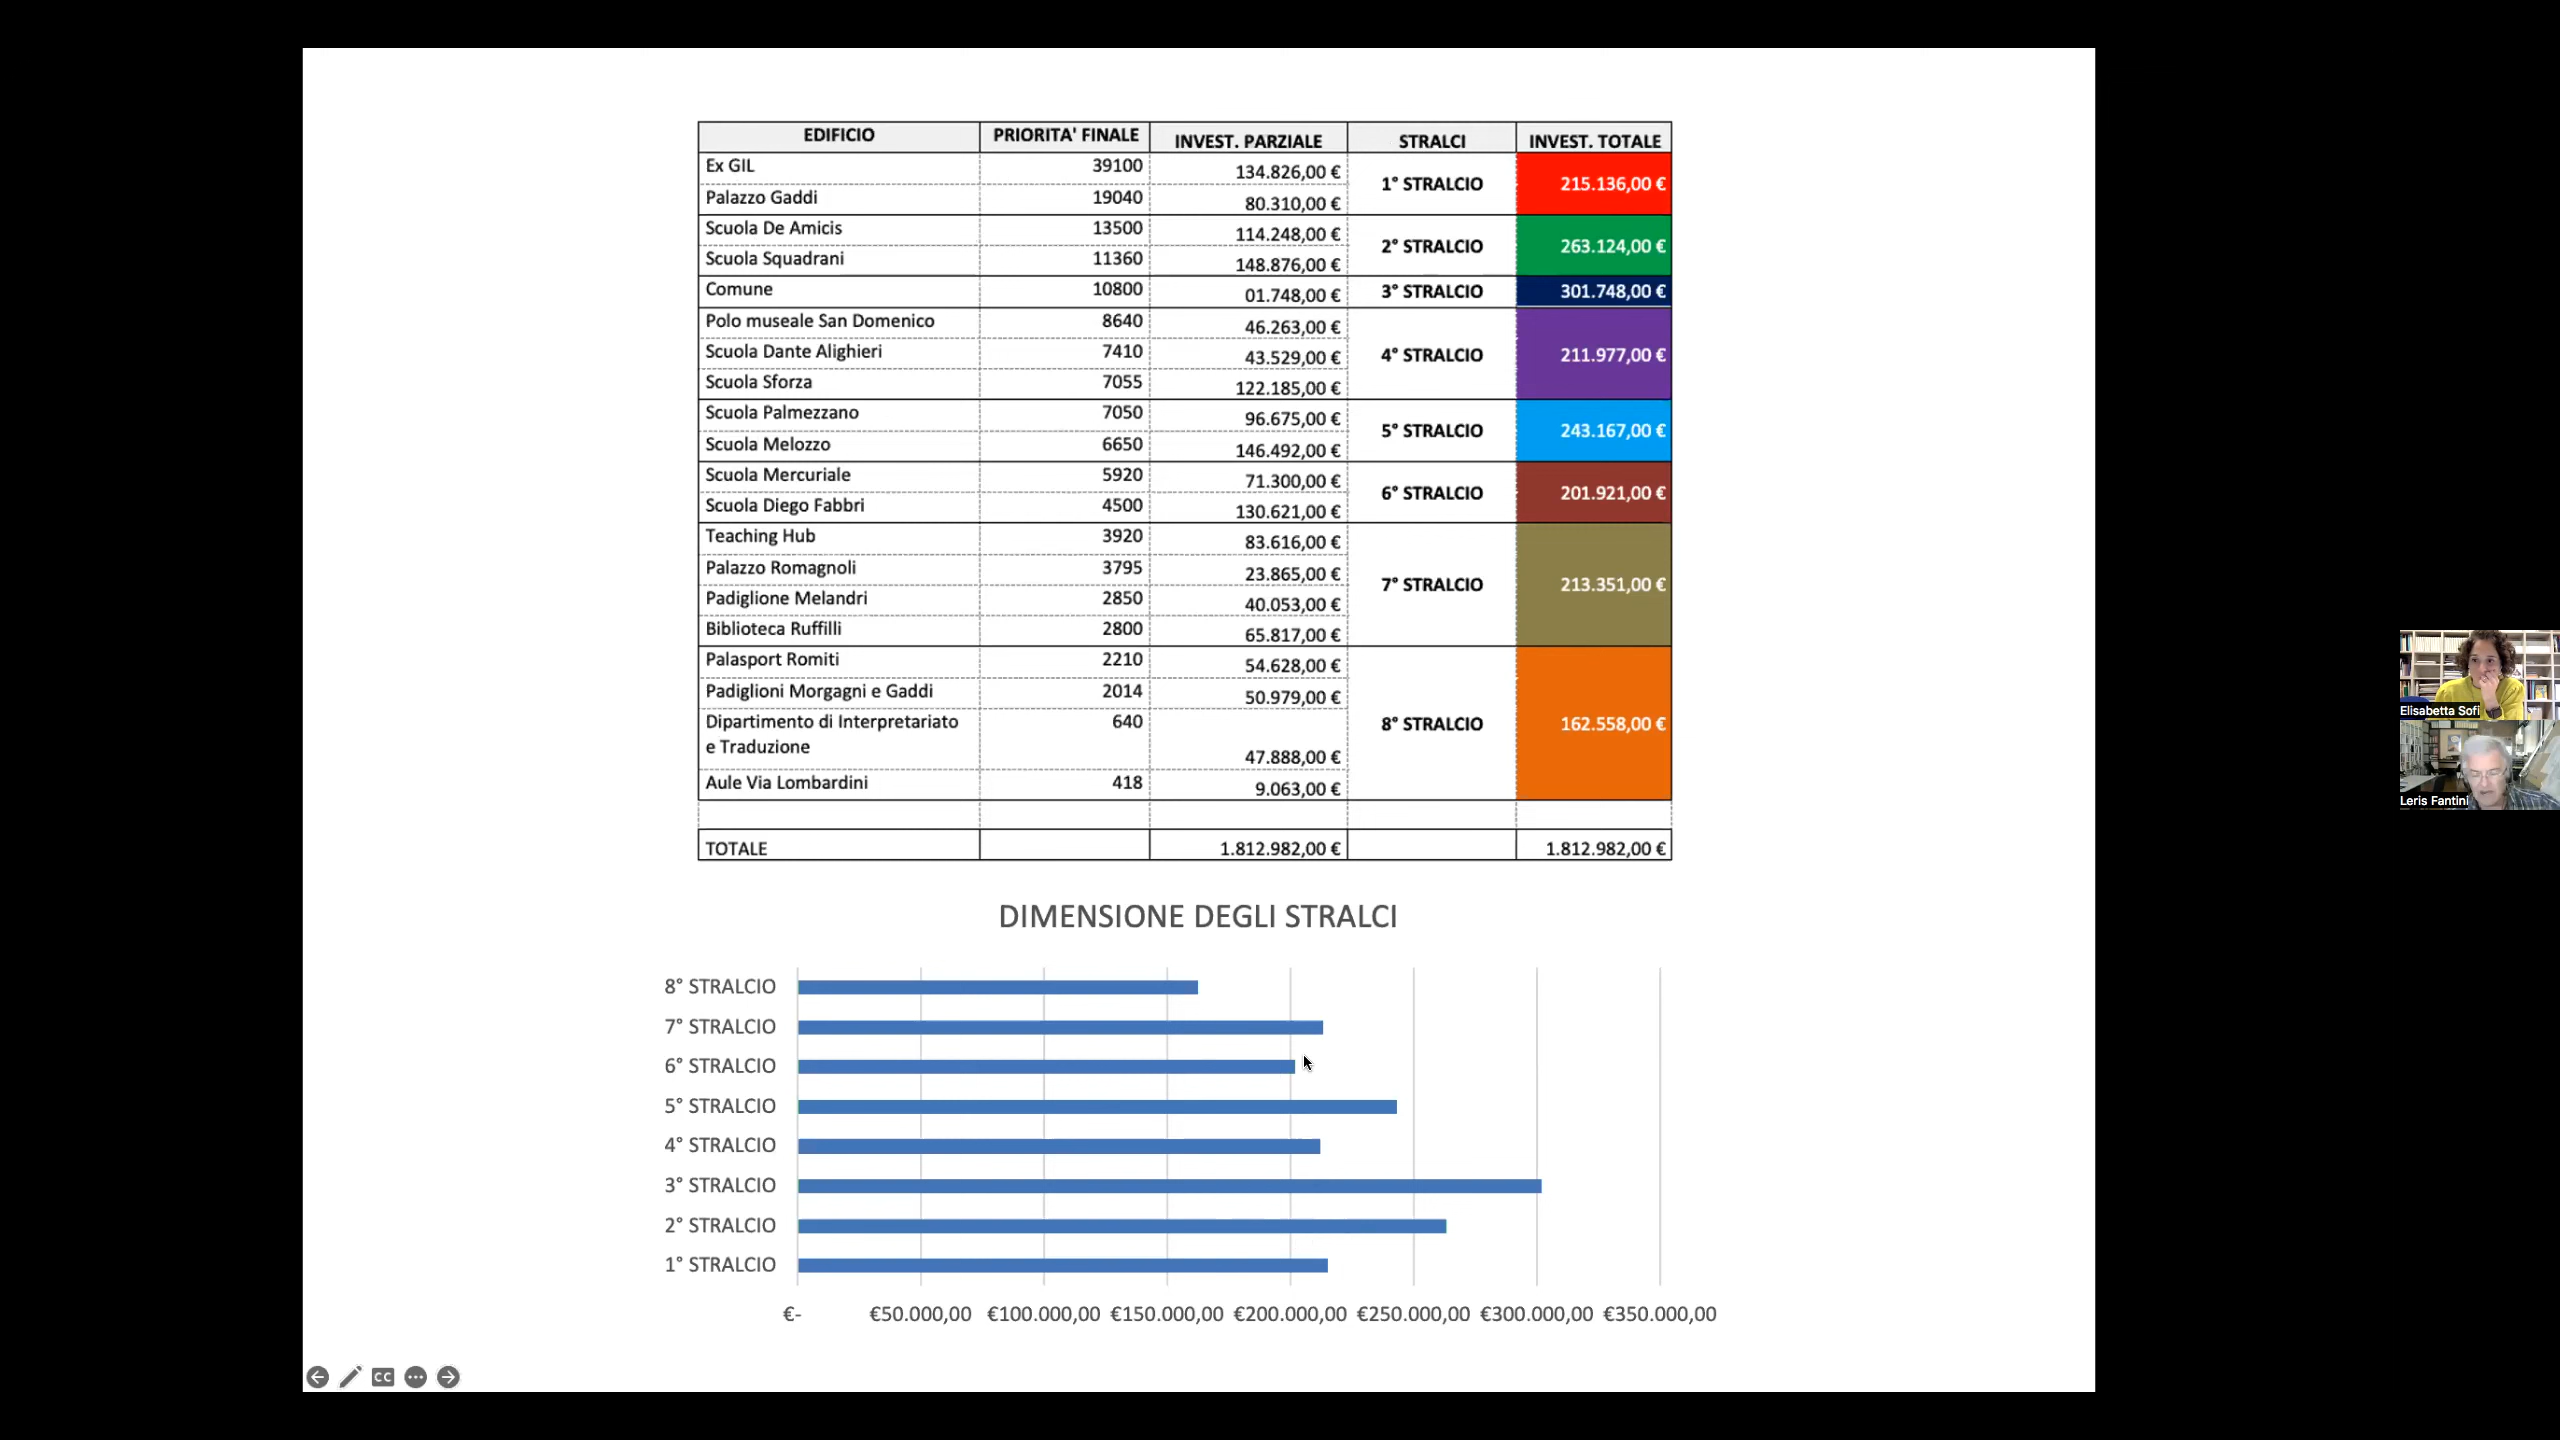 EDIFICIO PRIORITA' FINALE INVEST. PARZIALE STRALCI INVEST. TOTALE
Ex GIL 39100 134.826,00 € 1° STRALCIO 215.136,00 €
Palazzo Gaddi 19040 80.310,00 €
Scuola De Amicis 13500 114.248,00 € 2° STRALCIO 263.124,00 €
Scuola Squadrani 11360 148.876,00 €
Comune 10800 01.748,00 € 3° STRALCIO 301.748,00 €
Polo museale San Domenico 8640 46.263,00 €
Scuola Dante Alighieri 7410 43.529,00 € 4° STRALCIO 211.977,00 €
Scuola Sforza 7055 122.185,00 €
Scuola Palmezzano 7050 96.675,00 € 5° STRALCIO 243.167,00 €
Scuola Melozzo 6650 146.492,00 €
Scuola Mercuriale 5920 71.300,00 € 6° STRALCIO 201.921,00 €
Scuola Diego Fabbri 4500 130.621,00 €
Teaching Hub 3920 83.616,00 €
Palazzo Romagnoli 3795 23.865,00 € 7° STRALCIO 213.351,00 €
Padiglione Melandri 2850 40.053,00 €
Biblioteca Ruffilli 2800 65.817,00 €
Palasport Romiti 2210 54.628,00 €
Padiglioni Morgagni e Gaddi 2014 50.979,00 €
Dipartimento di Interpretariato 640 8° STRALCIO 162.558,00 €
e Traduzione 47.888,00 €
Aule Via Lombardini 418 9.063,00 €
TOTALE 1.812.982,00 € 1.812.982,00 €
DIMENSIONE DEGLI STRALCI
8° STRALCIO
7° STRALCIO
6° STRALCIO
5° STRALCIO
4° STRALCIO
3° STRALCIO
2° STRALCIO
1° STRALCIO
€- €50.000,00 €100.000,00 €150.000,00 €200.000,00 €250.000,00 €300.000,00 €350.000,00
CC
Elisabetta Sofi
Leris Fantini